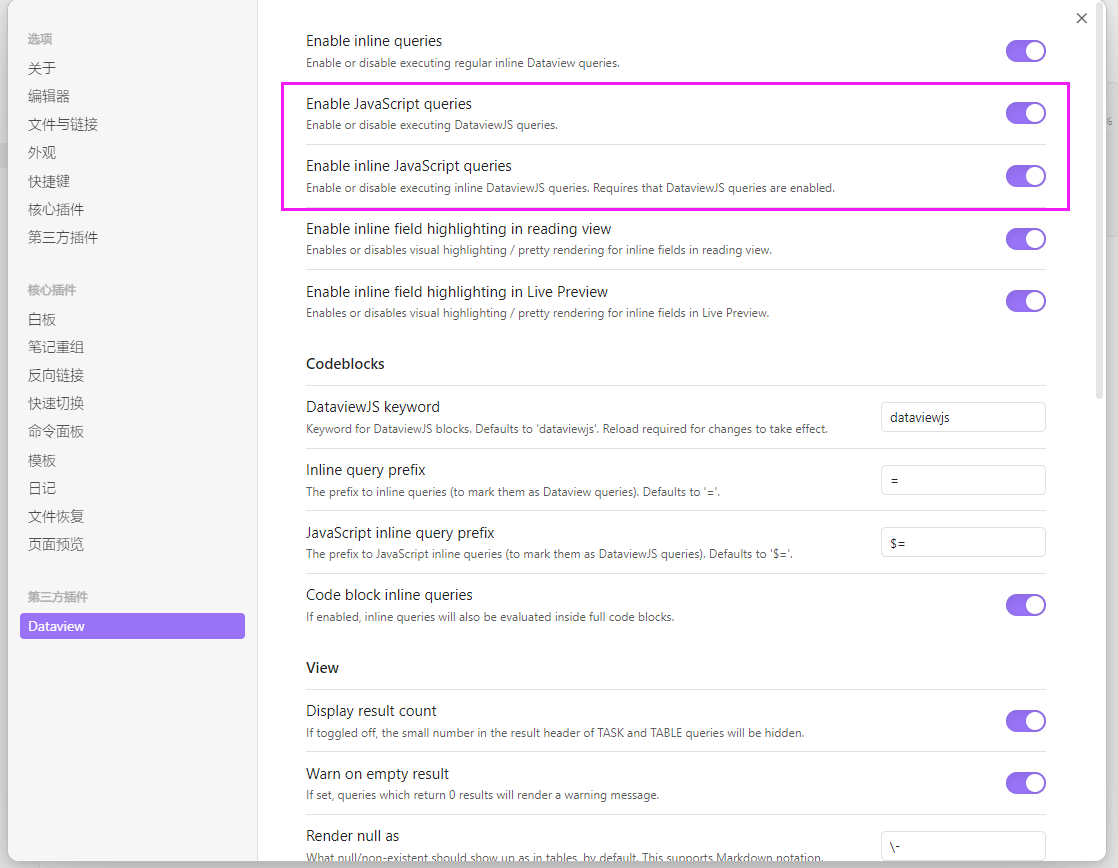 选项
关于
编辑器
文件与链接
外观
快捷键
核心插件
第三方插件
核心插件
白板
笔记重组
反向链接
快速切换
命令面板
模板
日记
文件恢复
页面预览
第三方插件
Dataview
Enable inline queries
Enable or disable executing regular inline Dataview queries.
Enable JavaScript queries
Enable or disable executing DataviewJS queries.
Enable inline JavaScript queries
Enable or disable executing inline DataviewJS queries. Requires that DataviewJS queries are enabled.
Enable inline field highlighting in reading view
Enables or disables visual highlighting / pretty rendering for inline fields in reading view.
Enable inline field highlighting in Live Preview
Enables or disables visual highlighting / pretty rendering for inline fields in Live Preview.
Codeblocks
DataviewJS keyword
Keyword for DataviewJS blocks. Defaults to 'dataviewjs'. Reload required for changes to take effect.
dataviewjs
Inline query prefix
The prefix to inline queries (to mark them as Dataview queries). Defaults to '='.
=
JavaScript inline query prefix
The prefix to JavaScript inline queries (to mark them as DataviewJS queries). Defaults to '$='.
$=
Code block inline queries
If enabled, inline queries will also be evaluated inside full code blocks.
View
Display result count
If toggled off, the small number in the result header of TASK and TABLE queries will be hidden.
Warn on empty result
If set, queries which return 0 results will render a warning message.
Render null as
What null/non-existent should show up as in tables, by default. This supports Markdown notation.
\-
%